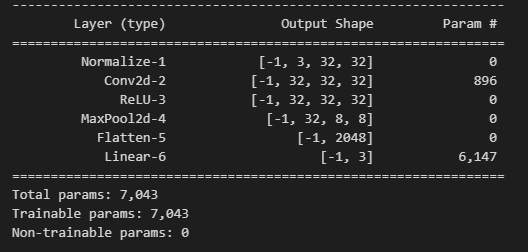 ----------------------------------------------------------------
Layer (type) Output Shape Param #
================================================================
Normalize-1 [-1, 3, 32, 32] 0
Conv2d-2 [-1, 32, 32, 32] 896
ReLU-3 [-1, 32, 32, 32] 0
MaxPool2d-4 [-1, 32, 8, 8] 0
Flatten-5 [-1, 2048] 0
Linear-6 [-1, 3] 6,147
================================================================
Total params: 7,043
Trainable params: 7,043
Non-trainable params: 0